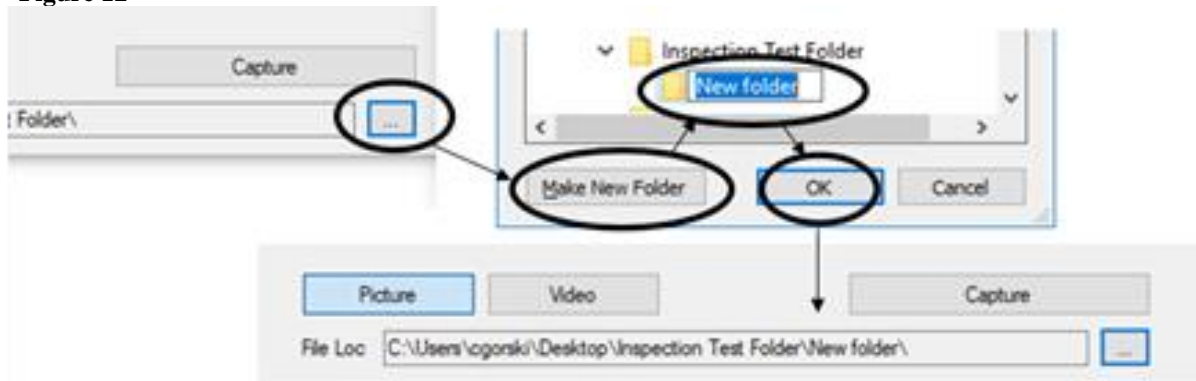 Capture
t Folder\
...
Inspection Test Folder
New folder
<
>
Make New Folder
OK
Cancel
Picture
Video
Capture
File Loc
C:\Users\cgorski\Desktop\Inspection Test Folder\New folder\
...